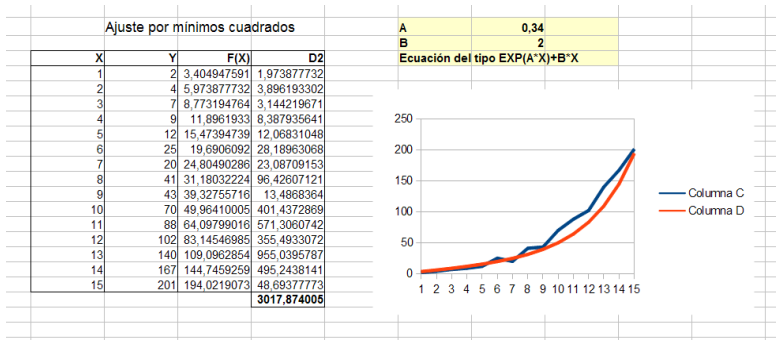 Ajuste por mínimos cuadrados
A 0,34
B 2
Ecuación del tipo EXP(A*X)+B*X
X Y F(X) D2
1 2 3,404947591 1,973877732
2 4 5,973877732 3,896193302
3 7 8,773194764 3,144219671
4 9 11,8961933 8,387935641
5 12 15,47394739 12,06831048
6 25 19,6906092 28,18963068
7 20 24,80490286 23,08709153
8 41 31,18032224 96,42607121
9 43 39,32755716 13,4868364
10 70 49,96410005 401,4372869
11 88 64,09799016 571,3060742
12 102 83,14546985 355,4933072
13 140 109,0962854 955,0395787
14 167 144,7459259 495,2438141
15 201 194,0219073 48,69377773
3017,874005
250
200
150
100
50
0
1 2 3 4 5 6 7 8 9 10 11 12 13 14 15
Columna C
Columna D